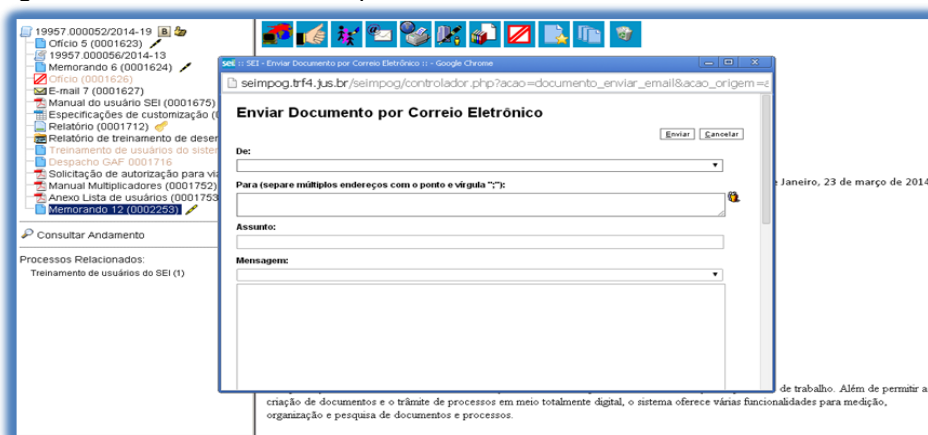 19957.000052/2014-19
Ofício 5 (0001623)
19957.000056/2014-13
Memorando 6 (0001624)
Ofício (0001626)
E-mail 7 (0001627)
Manual do usuário SEI (0001675)
Especificações de customização (
Relatório (0001712)
Relatório de treinamento de deser
Treinamento de usuários do sister
Despacho GAF 0001716
Solicitação de autorização para via
Manual Multiplicadores (0001752)
Anexo Lista de usuários (0001753
Memorando 12 (0002253)
Consultar Andamento
Processos Relacionados:
Treinamento de usuários do SEI (1)
sei :: SEI - Enviar Documento por Correio Eletrônico :: - Google Chrome
seimpog.trf4.jus.br/seimpog/controlador.php?acao=documento_enviar_email&acao_origem=a
Enviar Documento por Correio Eletrônico
Enviar Cancelar
De:
Para (separe múltiplos endereços com o ponto e vírgula ";"):
Assunto:
Mensagem:
Janeiro, 23 de março de 2014
de trabalho. Além de permitir a
criação de documentos e o trâmite de processos em meio totalmente digital, o sistema oferece várias funcionalidades para medição,
organização e pesquisa de documentos e processos.